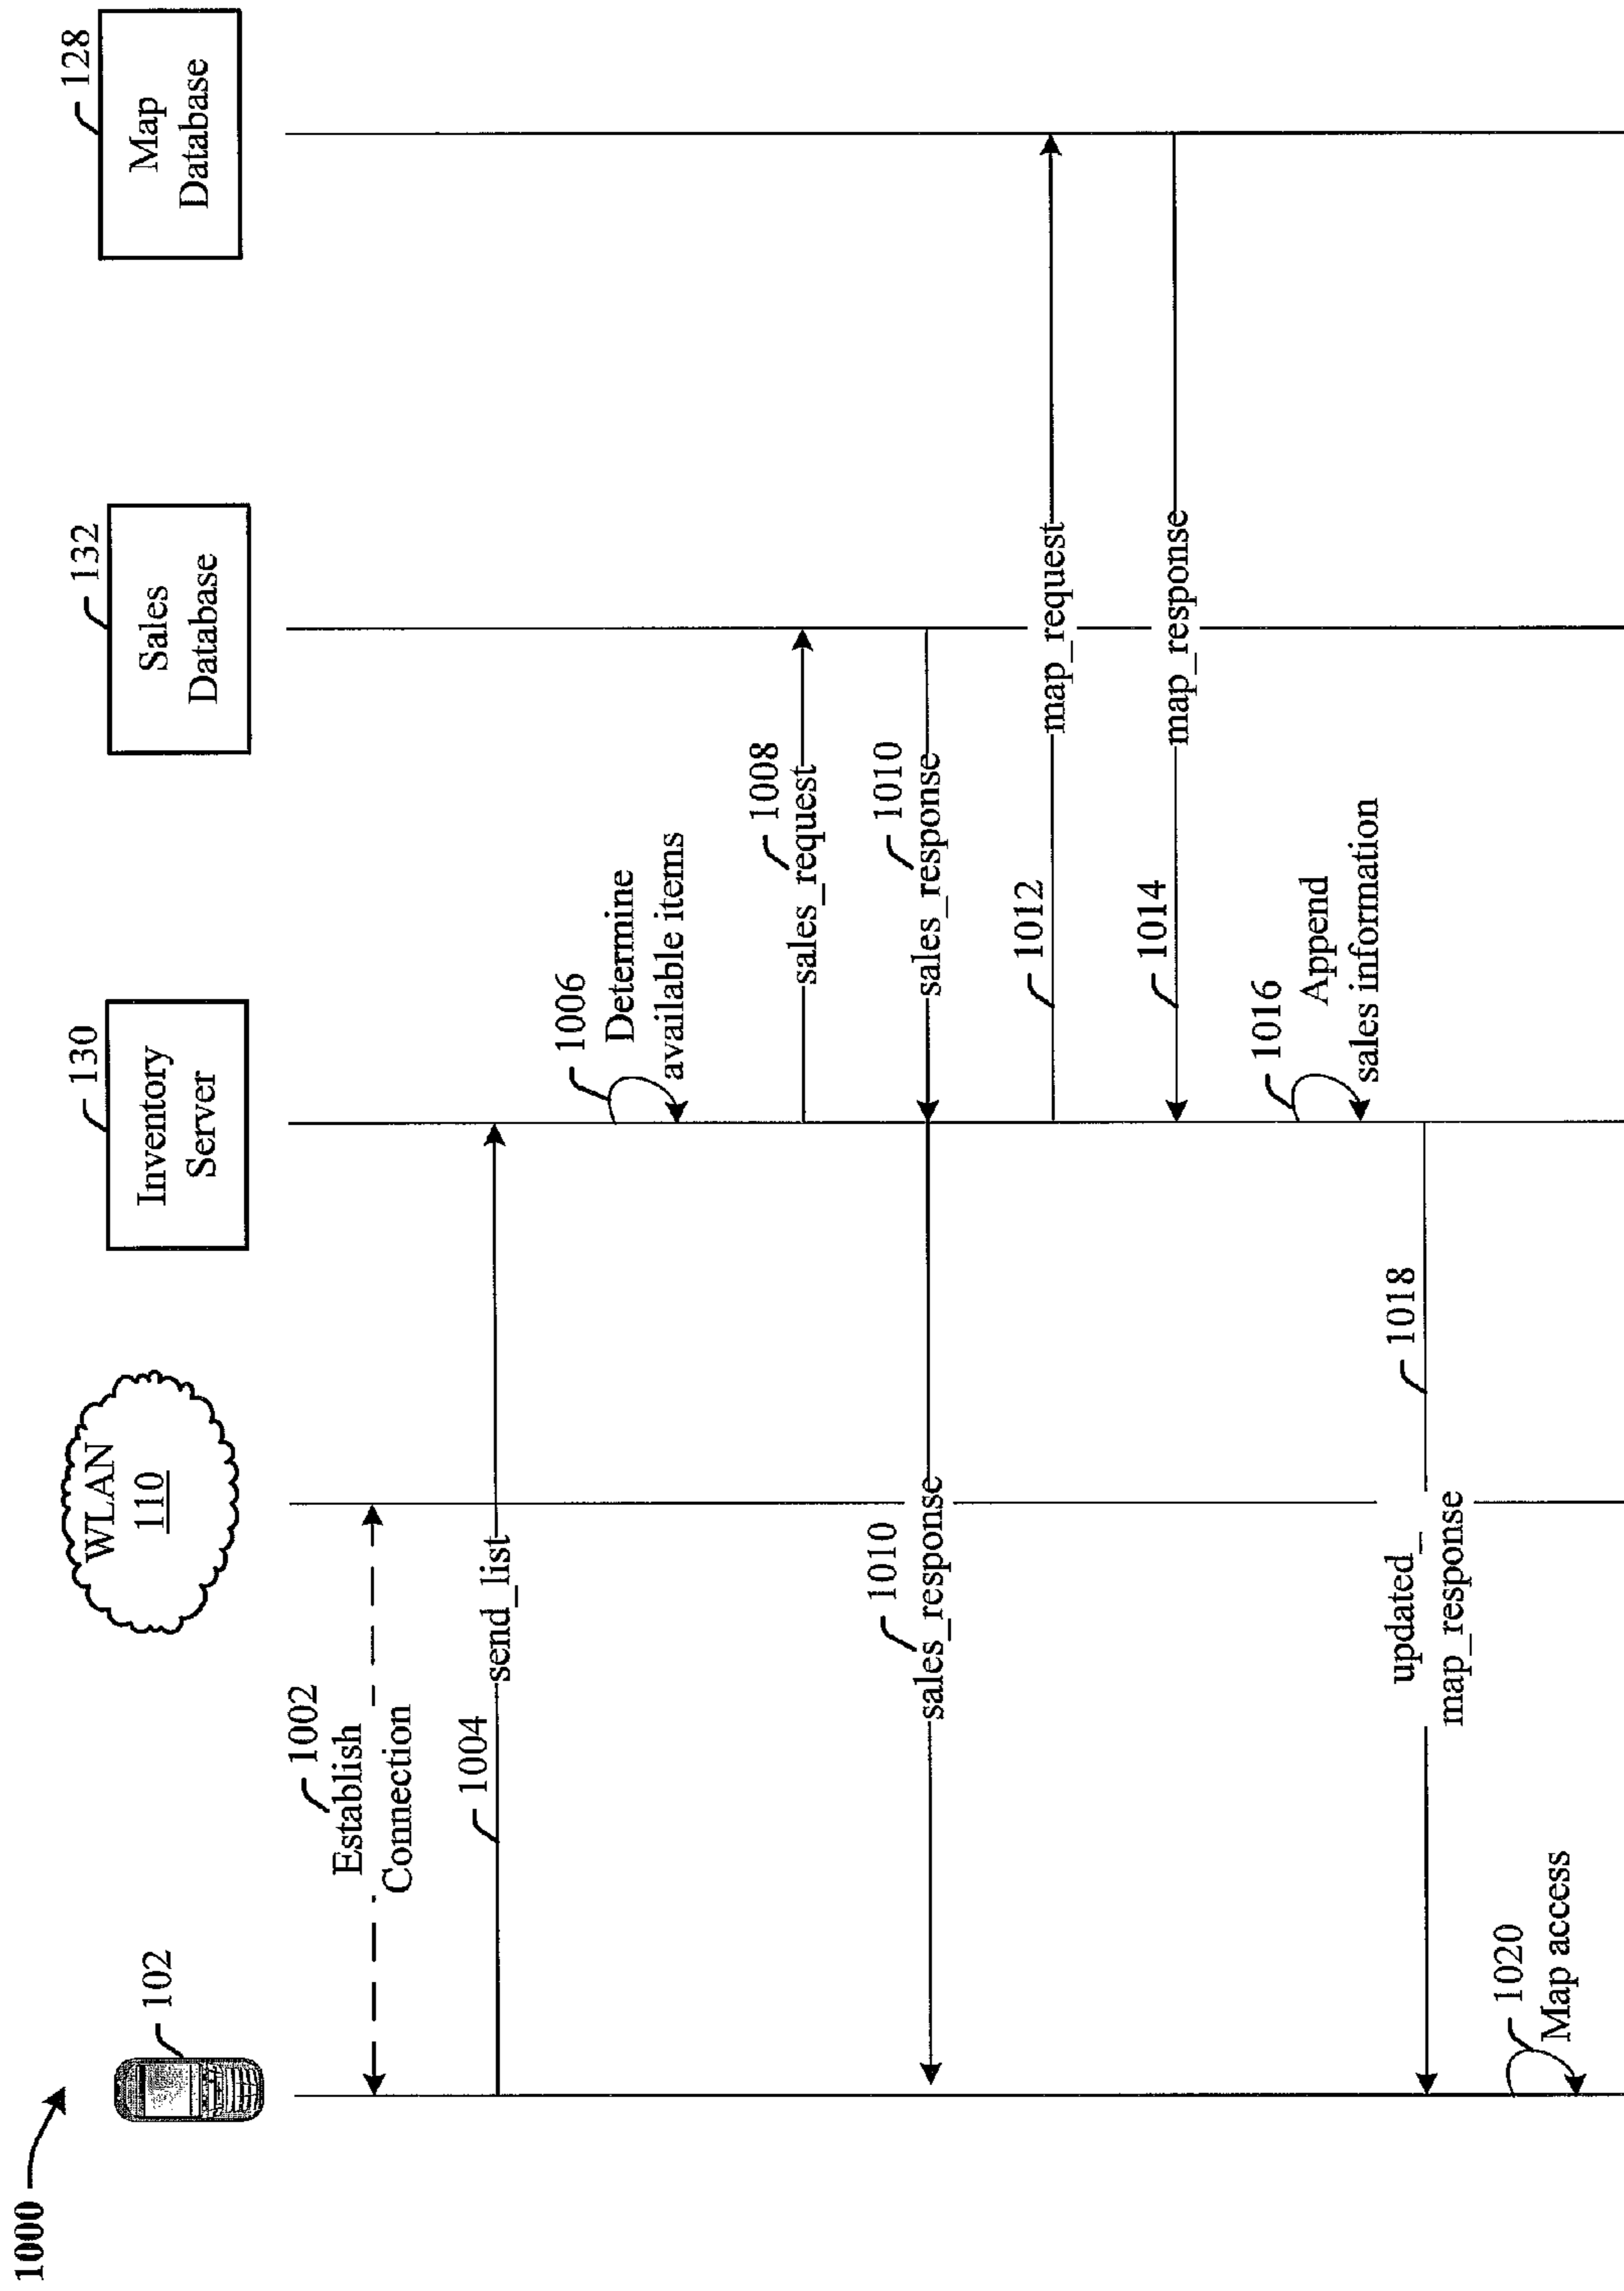 1000
102
WLAN
110
130
Inventory
Server
132
Sales
Database
128
Map
Database
1002
Establish
Connection
1004
send_list
1006
Determine
available items
1008
sales_request
1010
sales_response
1010
sales_response
1012
map_request
1014
map_response
1016
Append
sales information
1018
updated_
map_response
1020
Map access